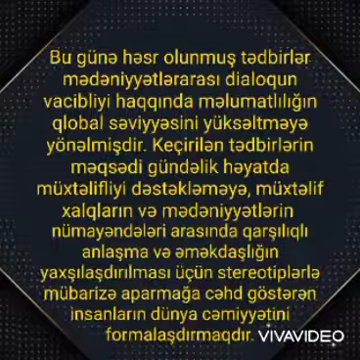 Bu günə həsr olunmuş tədbirlər
mədəniyyətlərarası dialoqun
vacibliyi haqqında məlumatlılığın
qlobal səviyyəsini yüksəltməyə
yönəlmişdir. Keçirilən tədbirlərin
məqsədi gündəlik həyatda
müxtəlifliyi dəstəkləməyə, müxtəlif
xalqların və mədəniyyətlərin
nümayəndələri arasında qarşılıqlı
anlaşma və əməkdaşlığın
yaxşılaşdırılması üçün stereotiplərlə
mübarizə aparmağa cəhd göstərən
insanların dünya cəmiyyətini
formalaşdırmaqdır. VIVAVIDEO